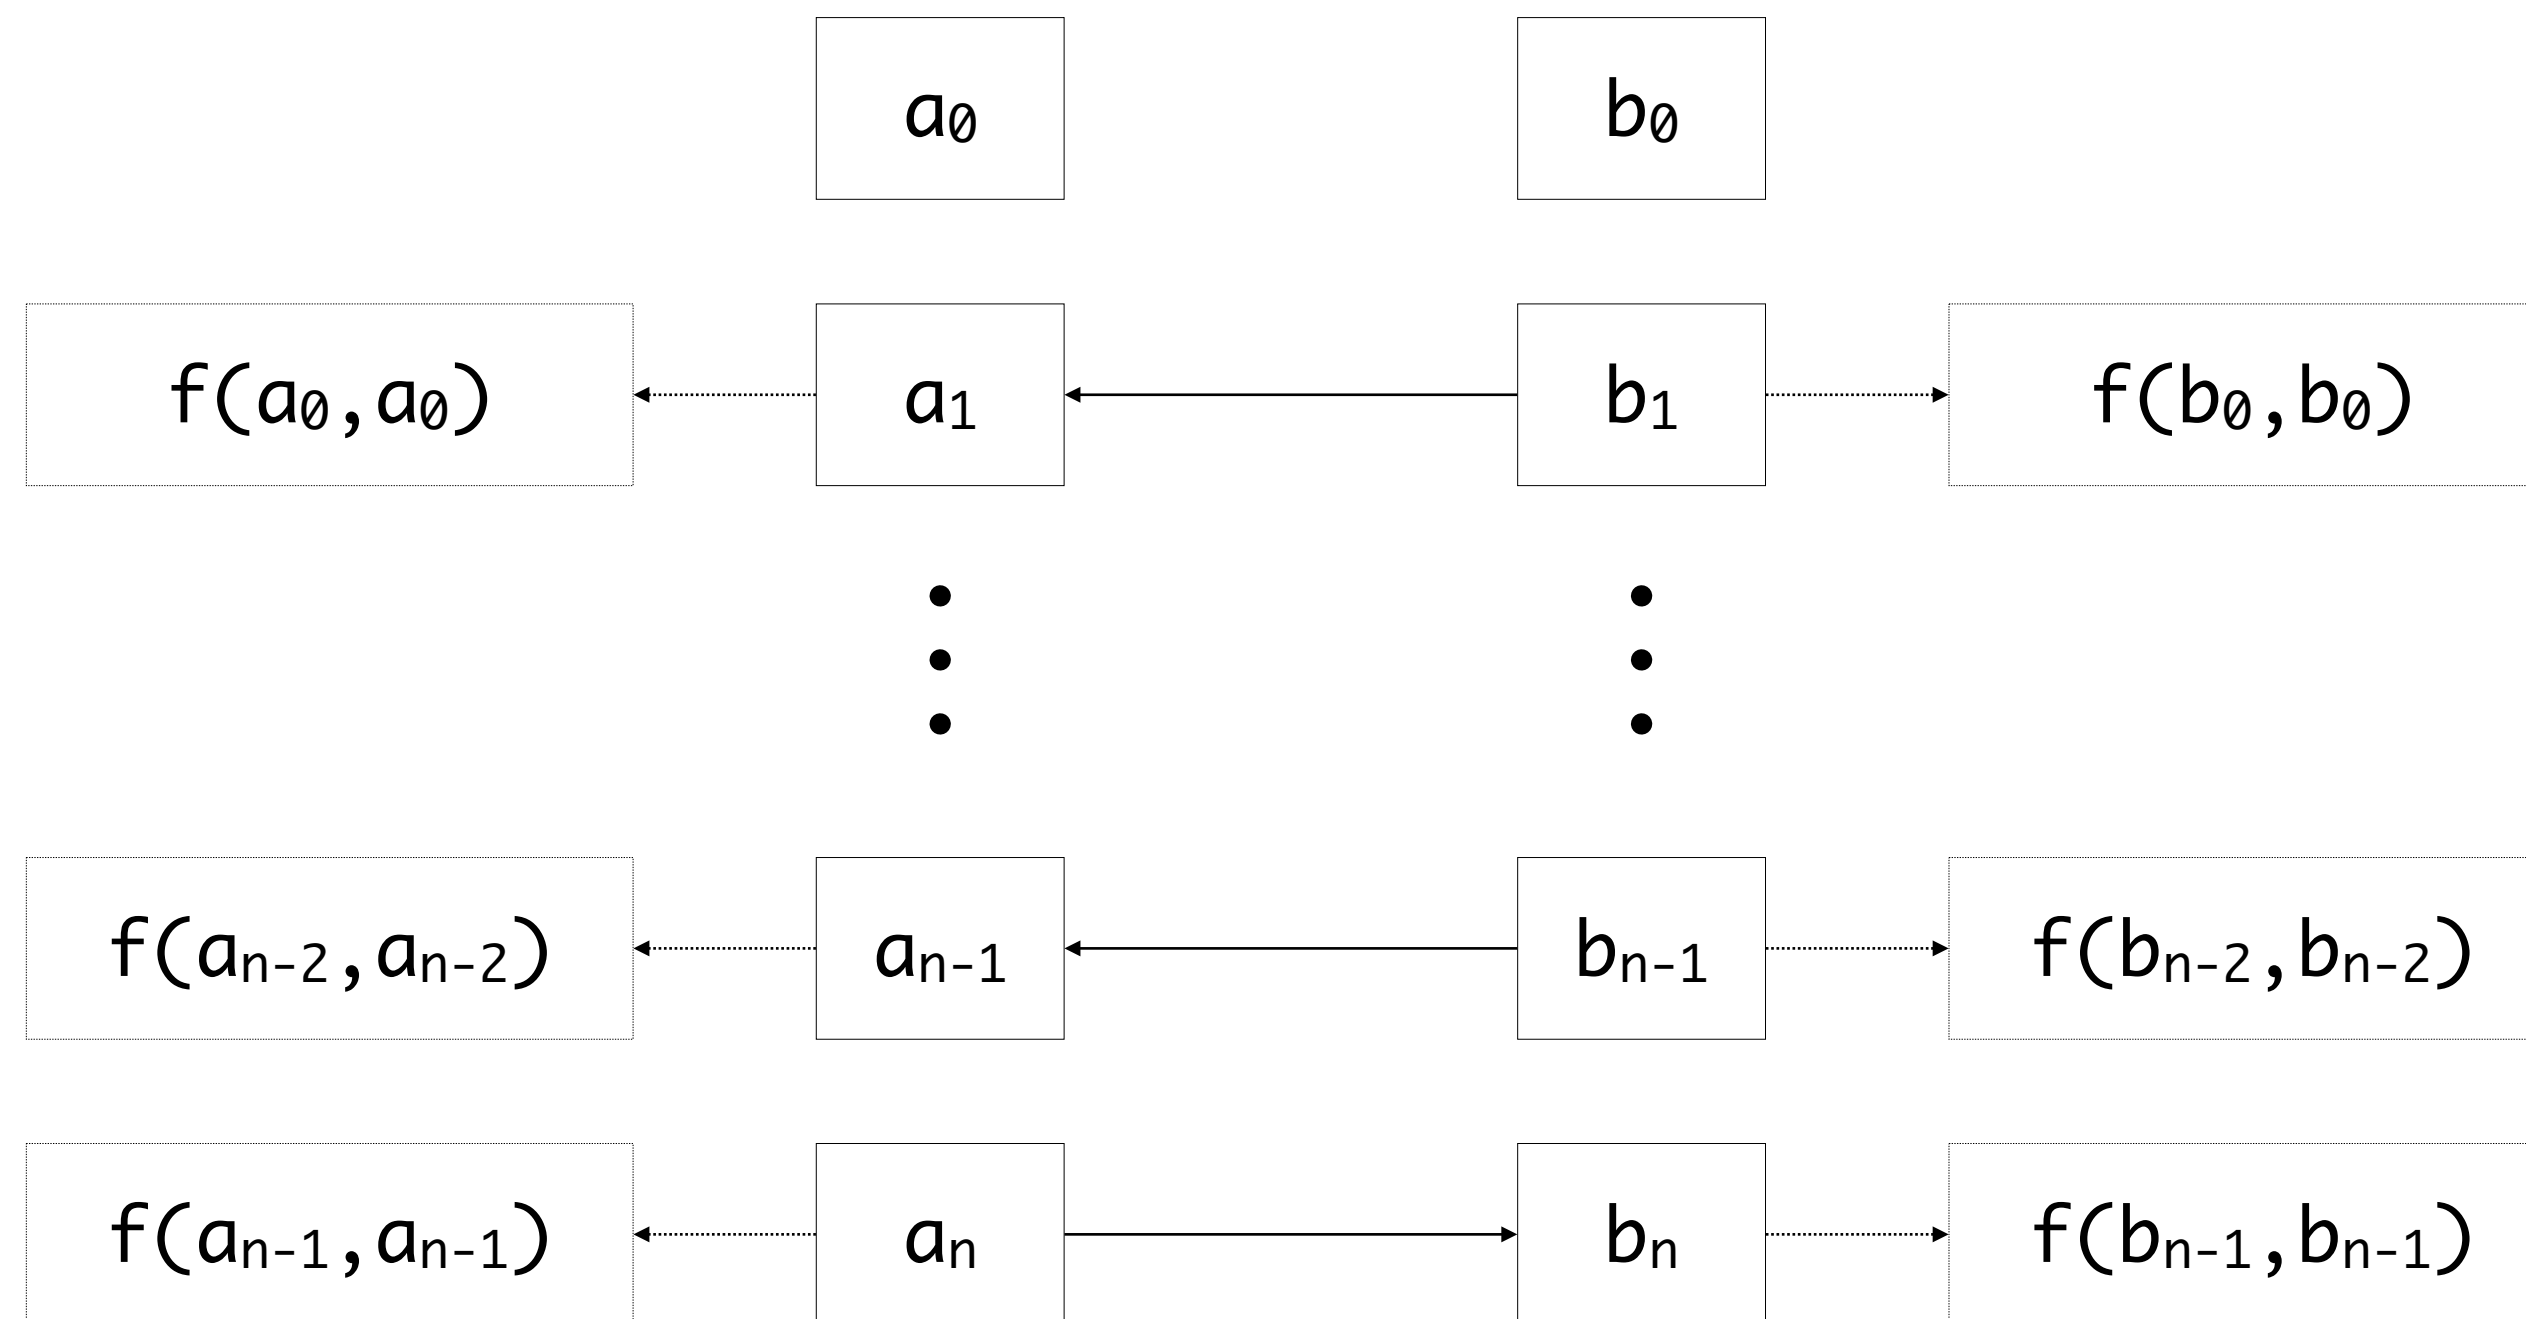 a₀ b₀
f(a₀,a₀) a₁ b₁ f(b₀,b₀)
f(aₙ₋₂,aₙ₋₂) aₙ₋₁ bₙ₋₁ f(bₙ₋₂,bₙ₋₂)
f(aₙ₋₁,aₙ₋₁) aₙ bₙ f(bₙ₋₁,bₙ₋₁)